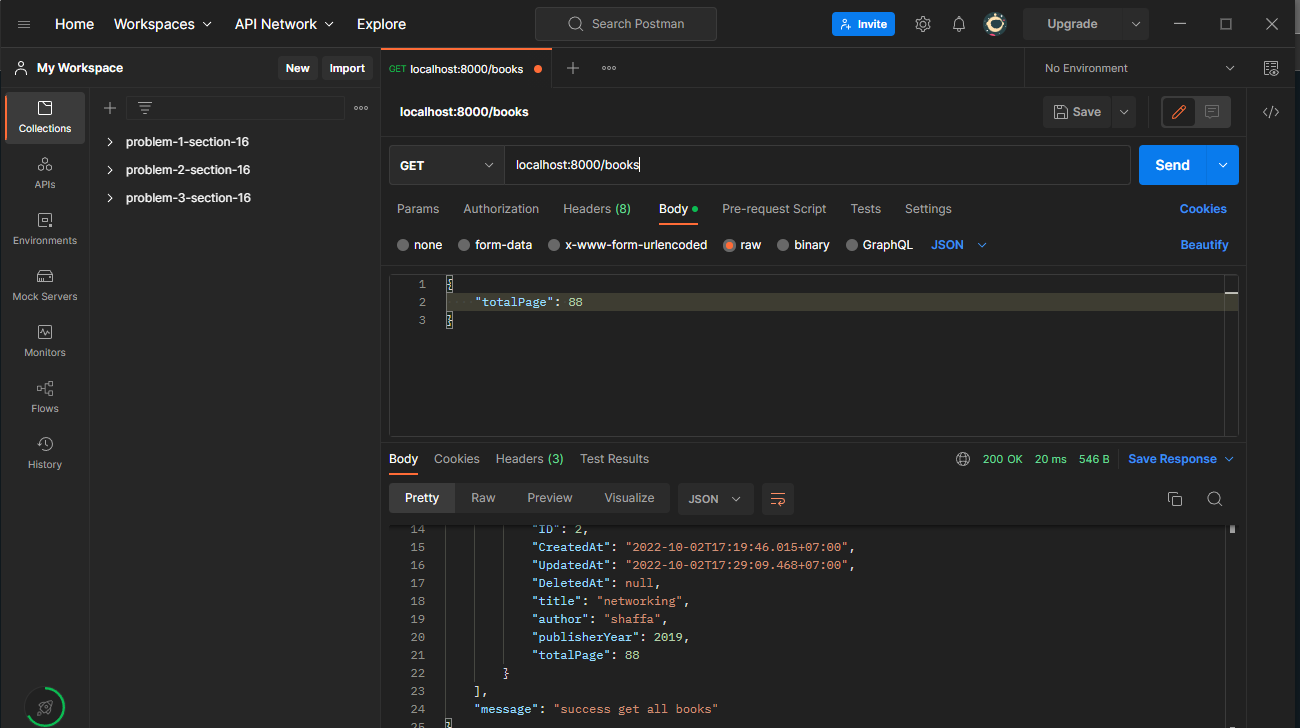 Home Workspaces API Network Explore Search Postman Invite Upgrade
My Workspace New Import GET localhost:8000/books No Environment
Collections
APIs
Environments
Mock Servers
Monitors
Flows
History
problem-1-section-16
problem-2-section-16
problem-3-section-16
localhost:8000/books Save
GET localhost:8000/books Send
Params Authorization Headers (8) Body Pre-request Script Tests Settings Cookies
none form-data x-www-form-urlencoded raw binary GraphQL JSON Beautify
1 {
2 "totalPage": 88
3 }
Body Cookies Headers (3) Test Results 200 OK 20 ms 546 B Save Response
Pretty Raw Preview Visualize JSON
14 "ID": 2,
15 "CreatedAt": "2022-10-02T17:19:46.015+07:00",
16 "UpdatedAt": "2022-10-02T17:29:09.468+07:00",
17 "DeletedAt": null,
18 "title": "networking",
19 "author": "shaffa",
20 "publisherYear": 2019,
21 "totalPage": 88
22 }
23 ],
24 "message": "success get all books"
25 }